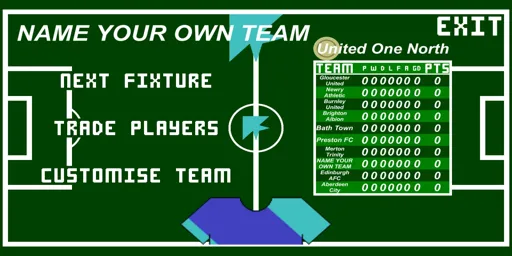 NAME YOUR OWN TEAM
EXIT
United One North
NEXT FIXTURE
TRADE PLAYERS
CUSTOMISE TEAM
TEAM P W D L F A GD PTS
Gloucester
United 0 0 0 0 0 0 0 0
Newry
Athletic 0 0 0 0 0 0 0 0
Burnley
United 0 0 0 0 0 0 0 0
Brighton
Albion 0 0 0 0 0 0 0 0
Bath Town 0 0 0 0 0 0 0 0
Preston FC 0 0 0 0 0 0 0 0
Merton
Trinity 0 0 0 0 0 0 0 0
NAME YOUR
OWN TEAM 0 0 0 0 0 0 0 0
Edinburgh
AFC 0 0 0 0 0 0 0 0
Aberdeen
City 0 0 0 0 0 0 0 0